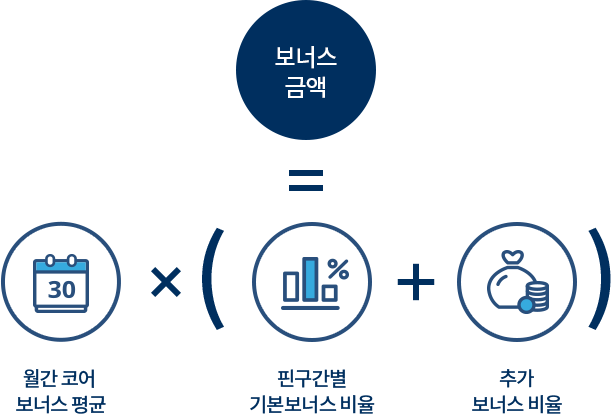 보너스
금액
=
30
×
(
%
+
)
월간 코어
보너스 평균
핀구간별
기본보너스 비율
추가
보너스 비율